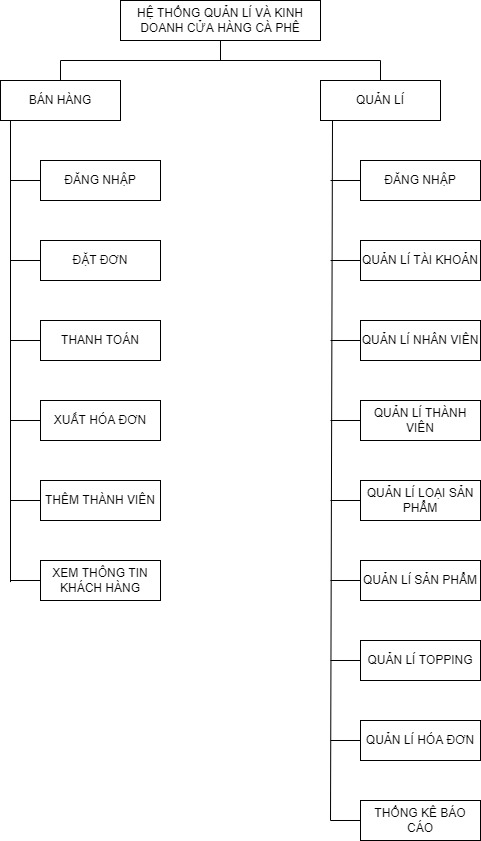 HỆ THỐNG QUẢN LÍ VÀ KINH
DOANH CỬA HÀNG CÀ PHÊ
BÁN HÀNG
ĐĂNG NHẬP
ĐẶT ĐƠN
THANH TOÁN
XUẤT HÓA ĐƠN
THÊM THÀNH VIÊN
XEM THÔNG TIN
KHÁCH HÀNG
QUẢN LÍ
ĐĂNG NHẬP
QUẢN LÍ TÀI KHOẢN
QUẢN LÍ NHÂN VIÊN
QUẢN LÍ THÀNH
VIÊN
QUẢN LÍ LOẠI SẢN
PHẨM
QUẢN LÍ SẢN PHẨM
QUẢN LÍ TOPPING
QUẢN LÍ HÓA ĐƠN
THỐNG KÊ BÁO
CÁO